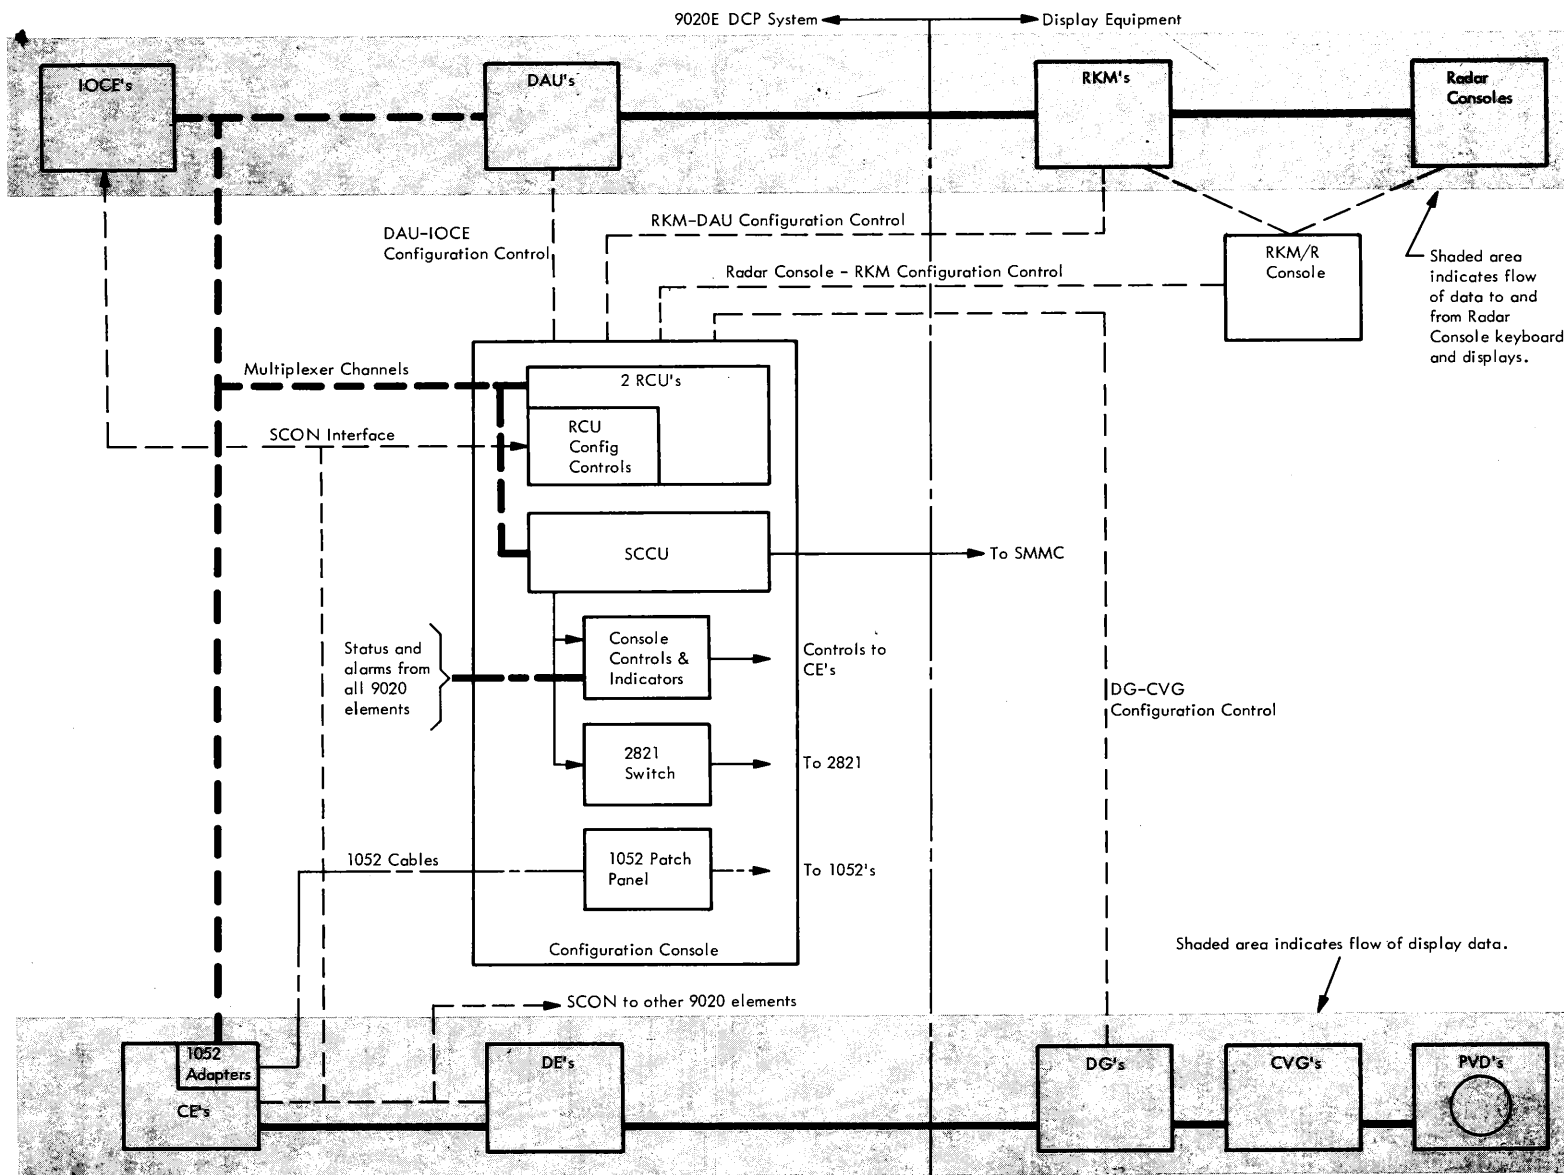 9020E DCP System
Display Equipment
IOCE's
DAU's
RKM's
Radar
Consoles
DAU-IOCE
Configuration Control
RKM-DAU Configuration Control
Radar Console - RKM Configuration Control
RKM/R
Console
Shaded area
indicates flow
of data to and
from Radar
Console keyboard
and displays.
Multiplexer Channels
2 RCU's
RCU
Config
Controls
SCON Interface
SCCU
To SMMC
Status and
alarms from
all 9020
elements
Console
Controls &
Indicators
Controls to
CE's
DG-CVG
Configuration Control
2821
Switch
To 2821
1052 Cables
1052 Patch
Panel
To 1052's
Configuration Console
Shaded area indicates flow of display data.
SCON to other 9020 elements
1052
Adapters
CE's
DE's
DG's
CVG's
PVD's